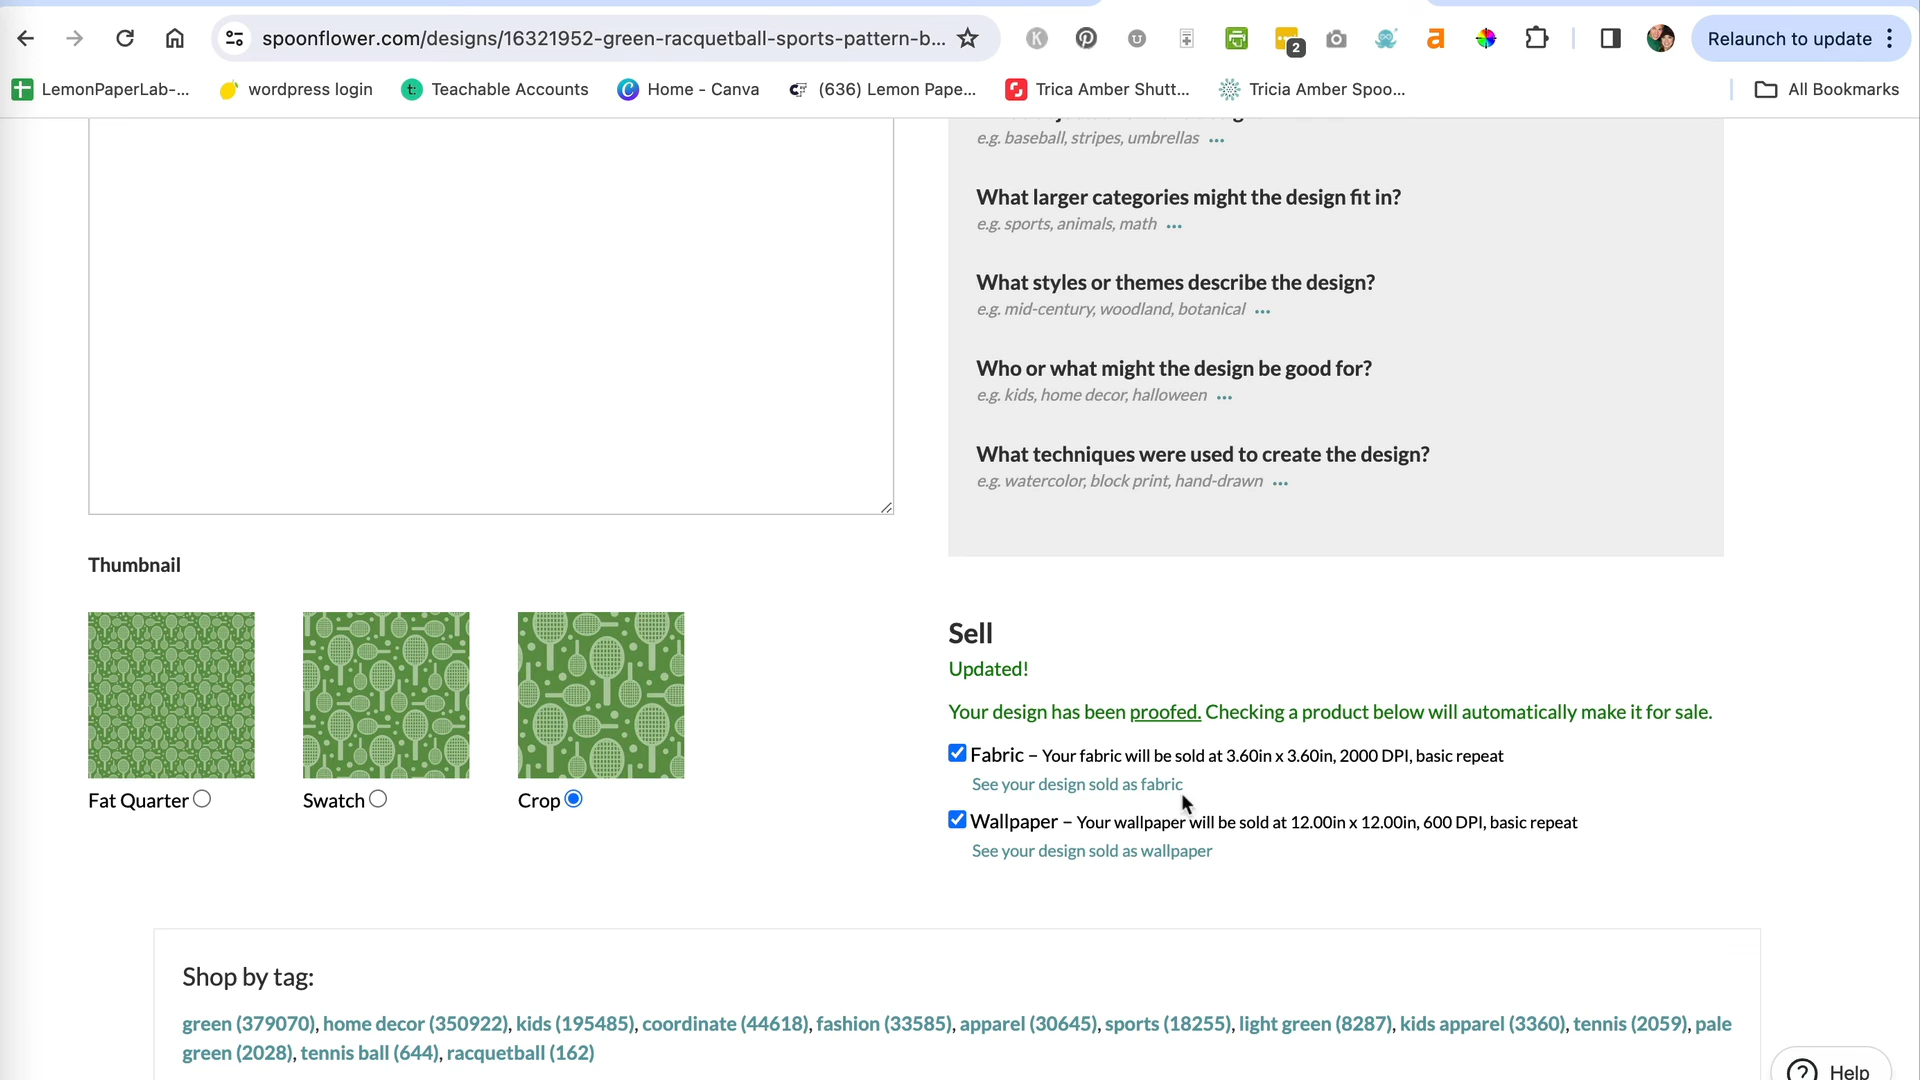 spoonflower.com/designs/16321952-green-racquetball-sports-pattern-b...
2
Relaunch to update
LemonPaperLab-...
wordpress login
Teachable Accounts
Home - Canva
(636) Lemon Pape...
Trica Amber Shutt...
Tricia Amber Spoo...
All Bookmarks
e.g. baseball, stripes, umbrellas ...
What larger categories might the design fit in?
e.g. sports, animals, math ...
What styles or themes describe the design?
e.g. mid-century, woodland, botanical ...
Who or what might the design be good for?
e.g. kids, home decor, halloween ...
What techniques were used to create the design?
e.g. watercolor, block print, hand-drawn ...
Thumbnail
Fat Quarter
Swatch
Crop
Sell
Updated!
Your design has been proofed. Checking a product below will automatically make it for sale.
Fabric – Your fabric will be sold at 3.60in x 3.60in, 2000 DPI, basic repeat
See your design sold as fabric
Wallpaper – Your wallpaper will be sold at 12.00in x 12.00in, 600 DPI, basic repeat
See your design sold as wallpaper
Shop by tag:
green (379070), home decor (350922), kids (195485), coordinate (44618), fashion (33585), apparel (30645), sports (18255), light green (8287), kids apparel (3360), tennis (2059), pale
green (2028), tennis ball (644), racquetball (162)
Help